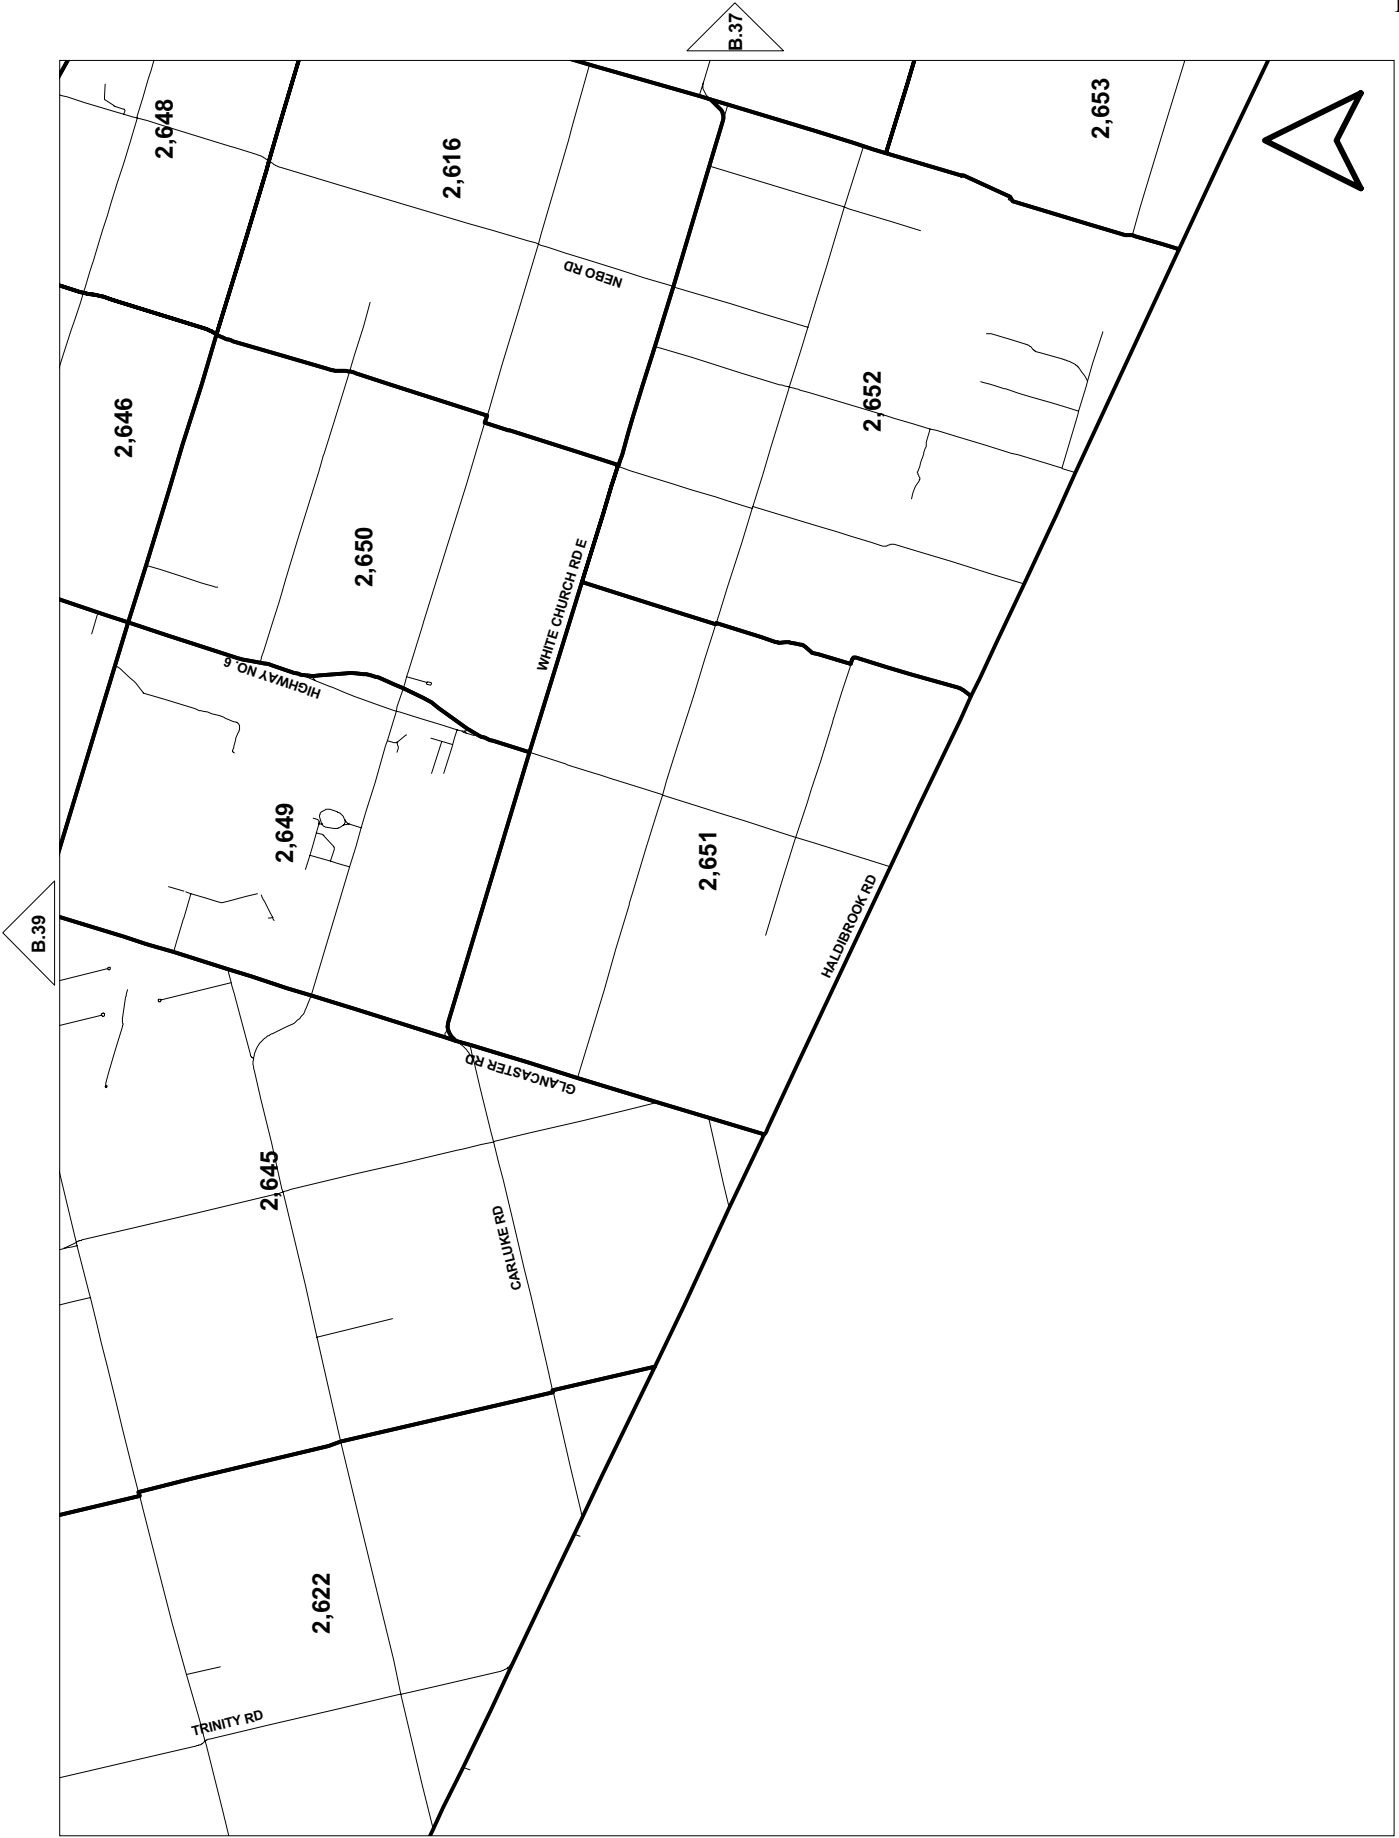 B.37
B.39
2,648
2,616
2,653
NEBO RD
2,646
2,650
2,652
WHITE CHURCH RD E
HIGHWAY NO. 6
2,649
2,651
HALDIBROOK RD
GLANCASTER RD
2,645
CARLUKE RD
2,622
TRINITY RD